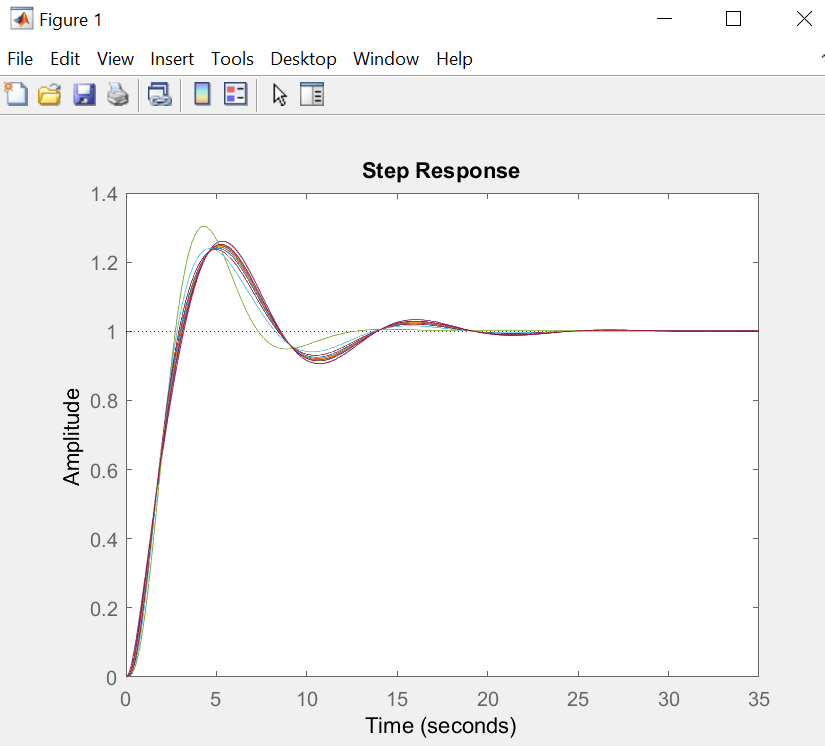 Figure 1
File Edit View Insert Tools Desktop Window Help
Step Response
1.4
1.2
1
0.8
0.6
0.4
0.2
0
Amplitude
0 5 10 15 20 25 30 35
Time (seconds)